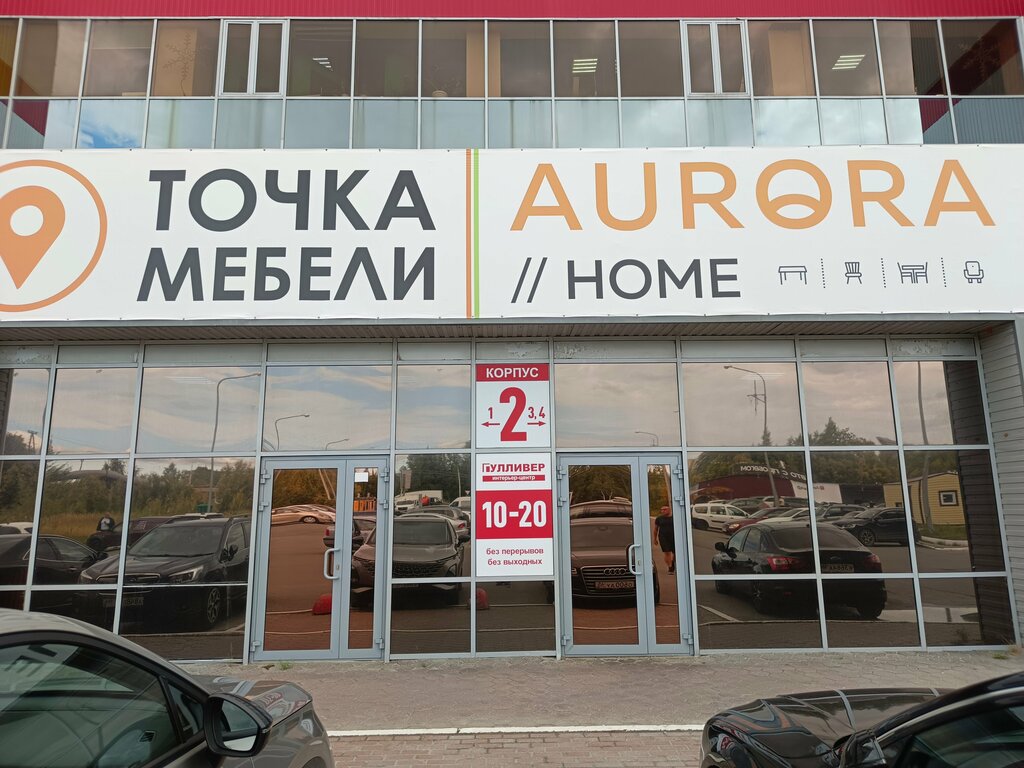 ТОЧКА
МЕБЕЛИ
AURORA
// HOME
КОРПУС
1 2 3,4
ГУЛЛИВЕР
интерьер-центр
10-20
без перерывов
без выходных